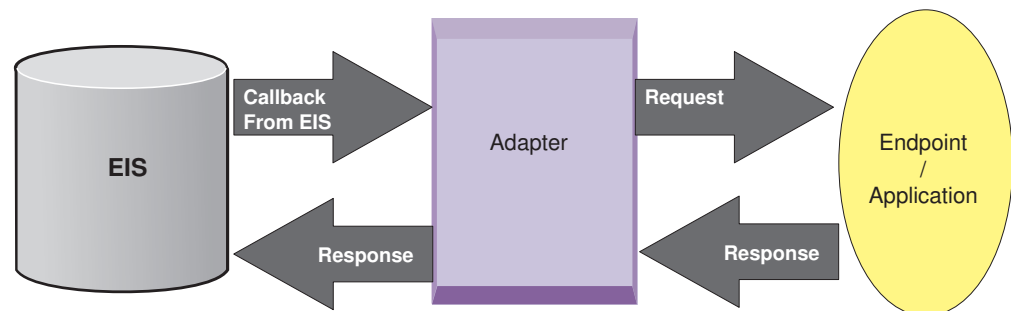 EIS
Callback
From EIS
Adapter
Request
Endpoint
/
Application
Response
Response